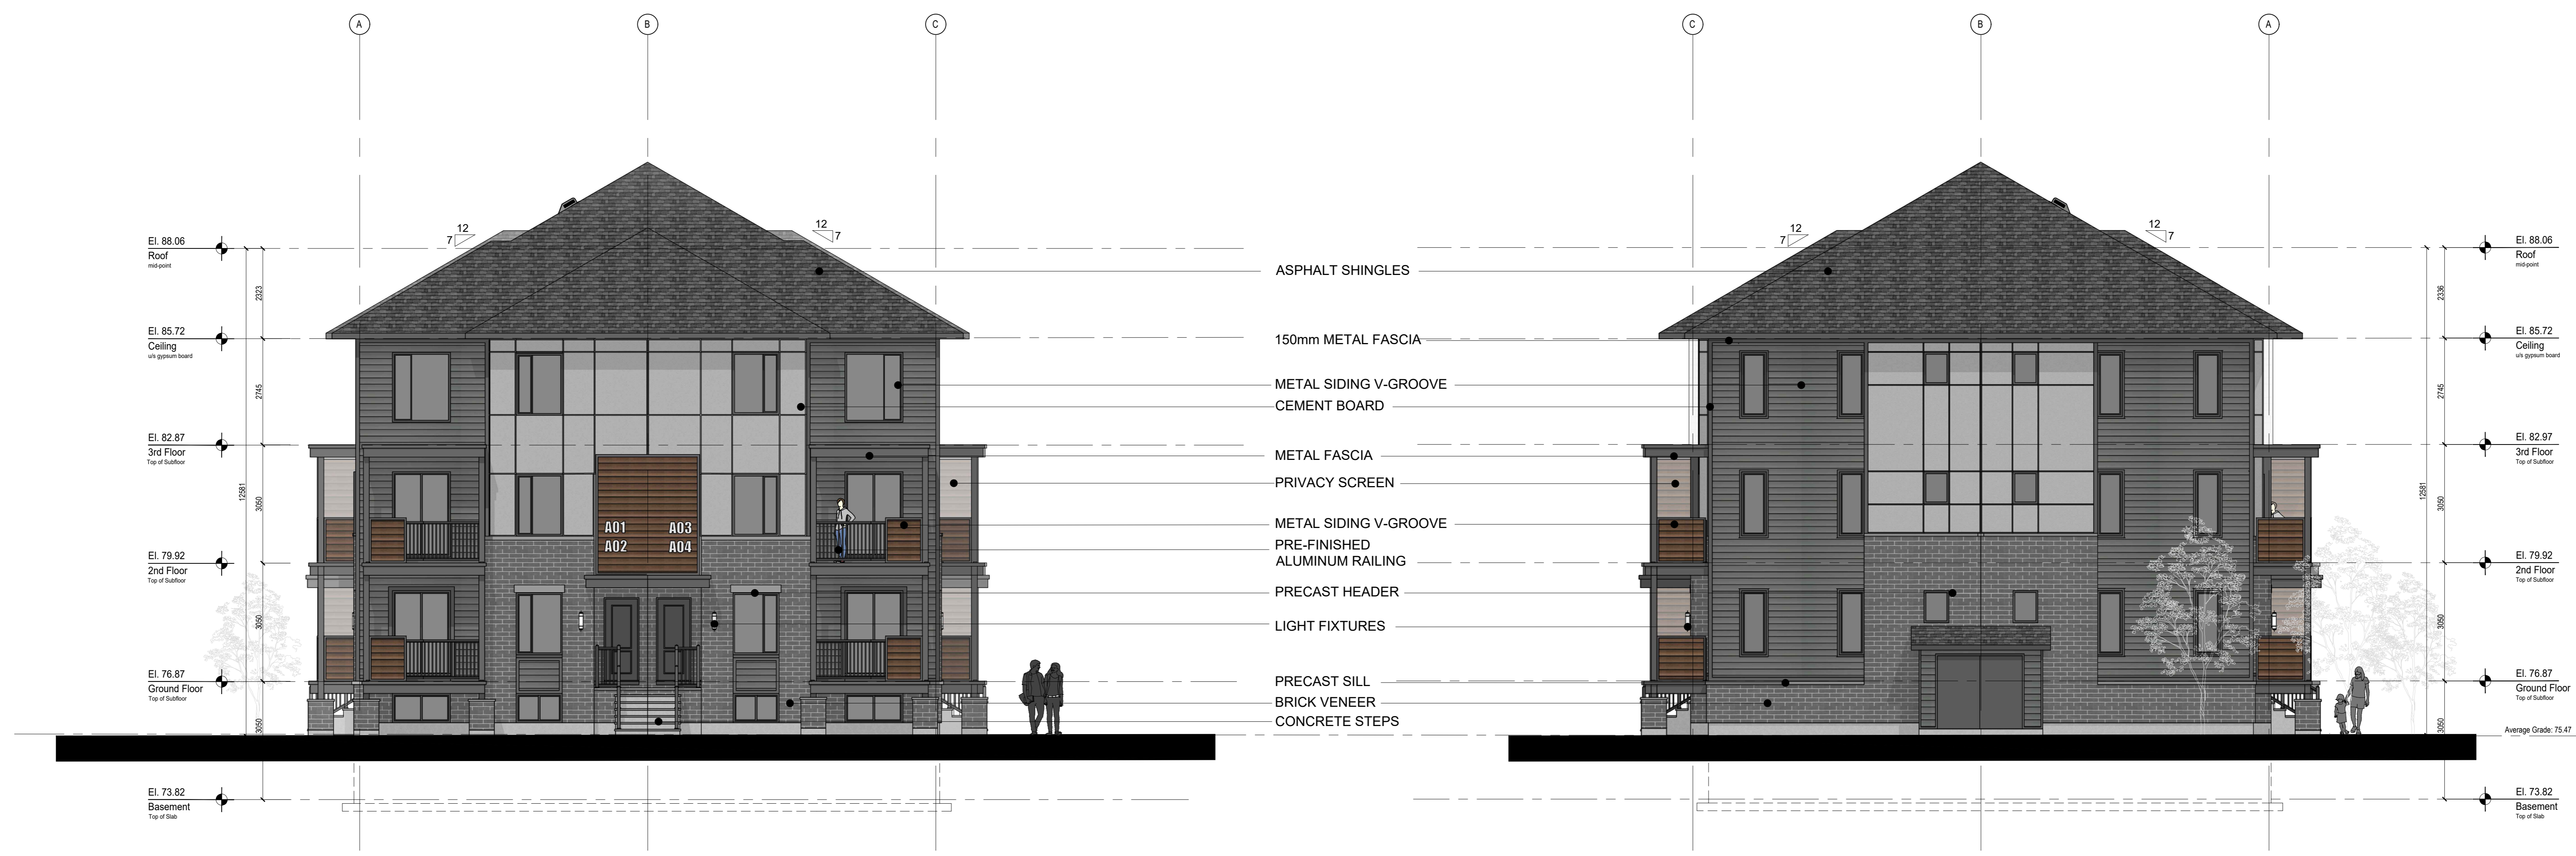 A
B
C
C
B
A
12
7
12
7
12
7
12
7
El. 88.06
Roof
mid-point
El. 85.72
Ceiling
u/s gypsum board
El. 82.87
3rd Floor
Top of Subfloor
El. 79.92
2nd Floor
Top of Subfloor
El. 76.87
Ground Floor
Top of Subfloor
El. 73.82
Basement
Top of Slab
12581
2323
2745
3050
3050
3050
A01
A03
A02
A04
ASPHALT SHINGLES
150mm METAL FASCIA
METAL SIDING V-GROOVE
CEMENT BOARD
METAL FASCIA
PRIVACY SCREEN
METAL SIDING V-GROOVE
PRE-FINISHED
ALUMINUM RAILING
PRECAST HEADER
LIGHT FIXTURES
PRECAST SILL
BRICK VENEER
CONCRETE STEPS
12581
2336
2745
3050
3050
3050
El. 88.06
Roof
mid-point
El. 85.72
Ceiling
u/s gypsum board
El. 82.97
3rd Floor
Top of Subfloor
El. 79.92
2nd Floor
Top of Subfloor
El. 76.87
Ground Floor
Top of Subfloor
Average Grade: 75.47
El. 73.82
Basement
Top of Slab